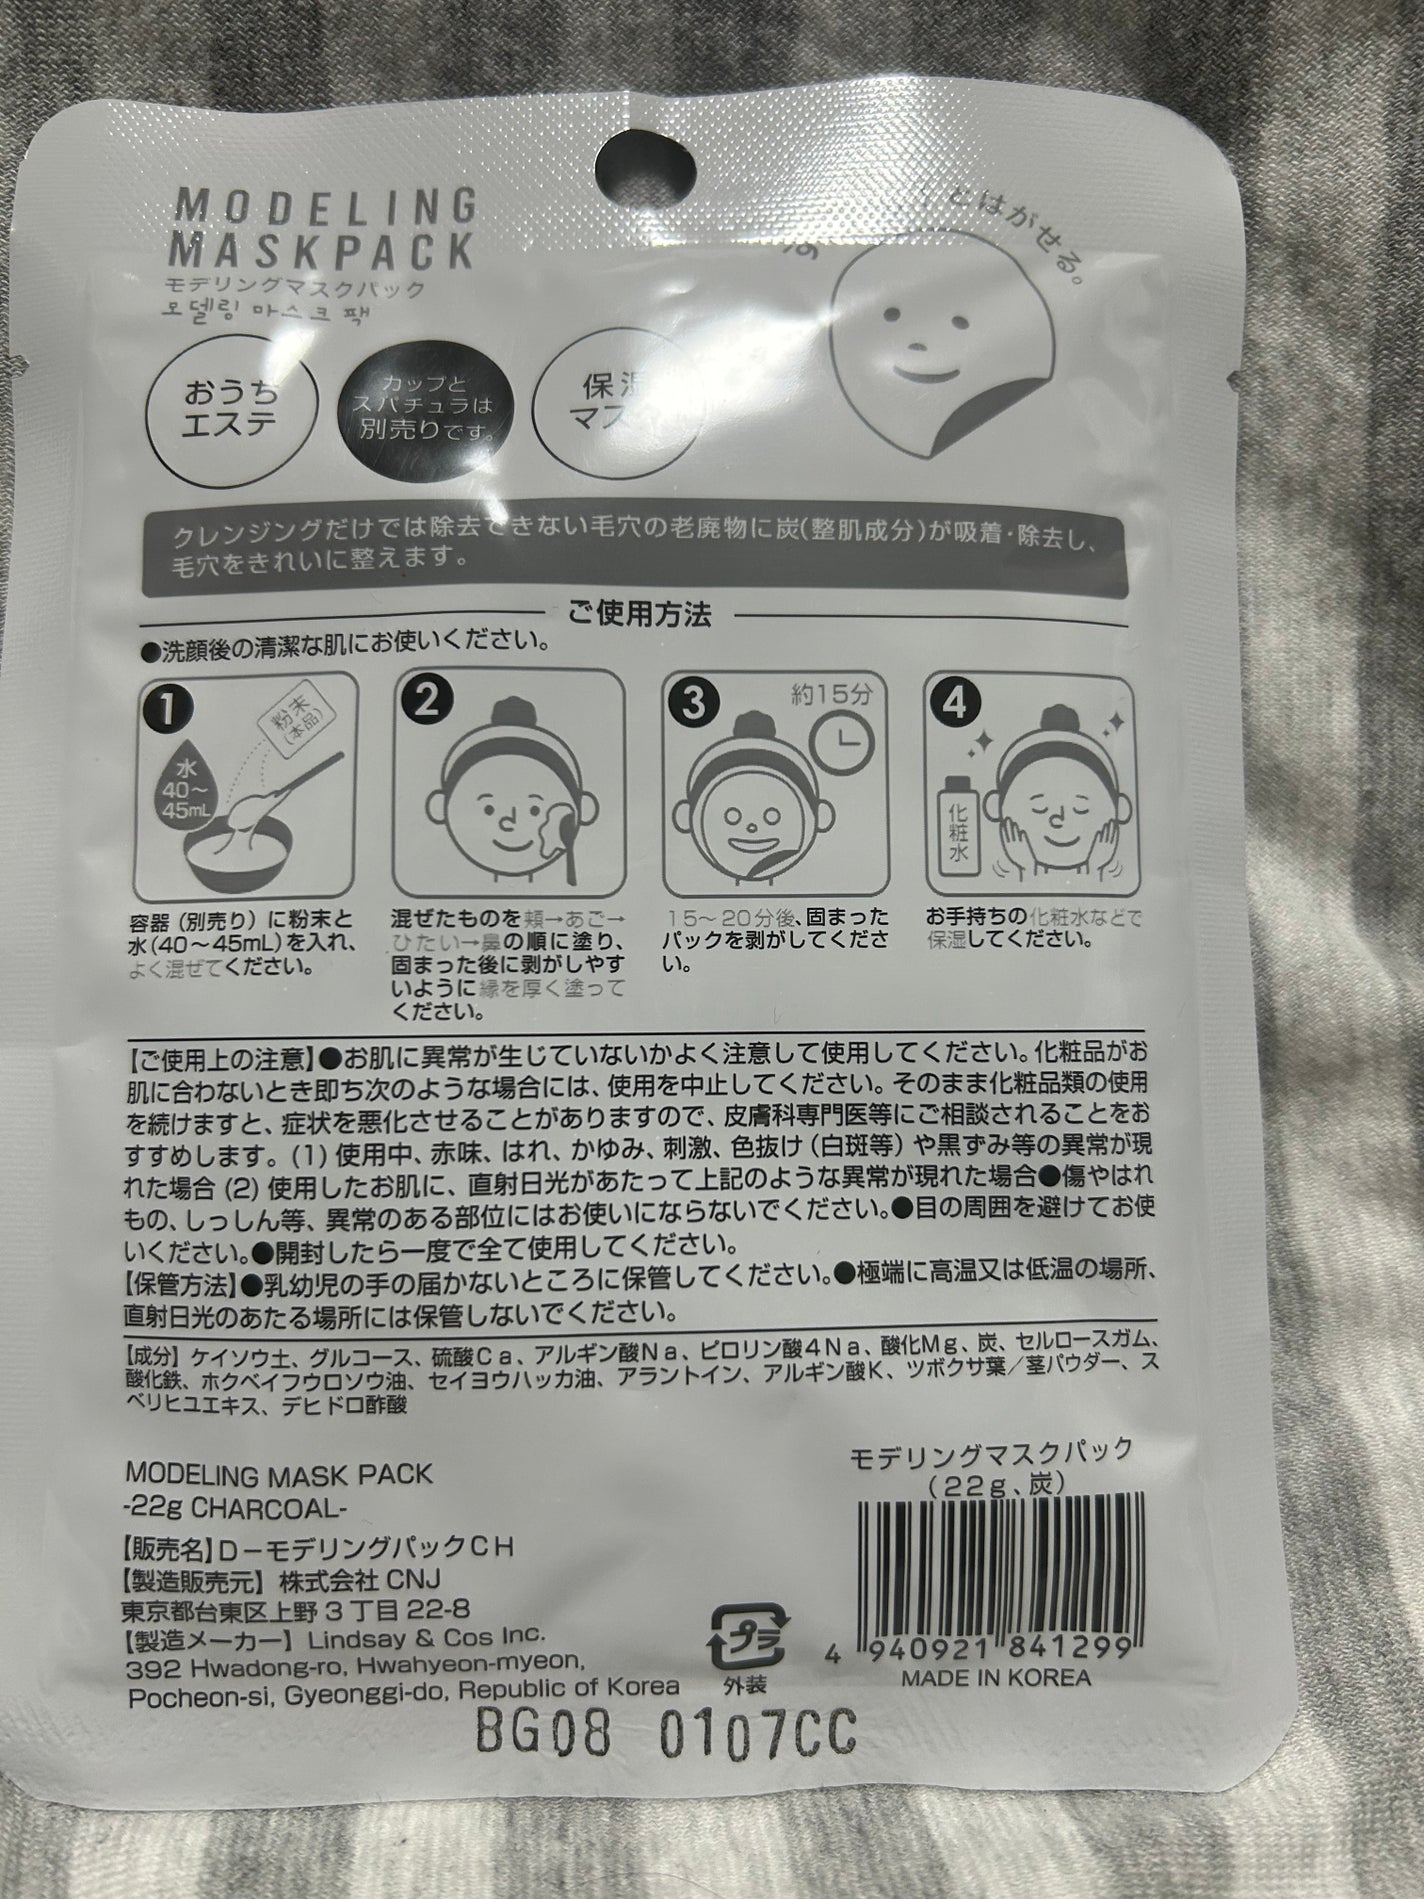 MODELING
MASKPACK
モデリングマスクパック
모델링 마스크 팩
とはがせる。
おうち
エステ
カップと
スパチュラは
別売りです。
保湿
マス
クレンジングだけでは除去できない毛穴の老廃物に炭(整肌成分)が吸着・除去し、
毛穴をきれいに整えます。
ご使用方法
●洗顔後の清潔な肌にお使いください。
1
粉末
(本品)
水
40～
45mL
容器(別売り)に粉末と
水(40～45mL)を入れ、
よく混ぜてください。
2
混ぜたものを頬→あご→
ひたい→鼻の順に塗り、
固まった後に剥がしやす
いように縁を厚く塗って
ください。
3
約15分
15～20分後、固まった
パックを剥がしてくださ
い。
4
化粧水
お手持ちの化粧水などで
保湿してください。
【ご使用上の注意】●お肌に異常が生じていないかよく注意して使用してください。化粧品がお
肌に合わないとき即ち次のような場合には、使用を中止してください。そのまま化粧品類の使用
を続けますと、症状を悪化させることがありますので、皮膚科専門医等にご相談されることをお
すすめします。(1)使用中、赤味、はれ、かゆみ、刺激、色抜け(白斑等)や黒ずみ等の異常が現
れた場合(2)使用したお肌に、直射日光があたって上記のような異常が現れた場合●傷やはれ
もの、しっしん等、異常のある部位にはお使いにならないでください。●目の周囲を避けてお使
いください。●開封したら一度で全て使用してください。
【保管方法】●乳幼児の手の届かないところに保管してください。●極端に高温又は低温の場所、
直射日光のあたる場所には保管しないでください。
【成分】ケイソウ土、グルコース、硫酸Ca、アルギン酸Na、ピロリン酸4Na、酸化Mg、炭、セルロースガム、
酸化鉄、ホクベイフウロソウ油、セイヨウハッカ油、アラントイン、アルギン酸K、ツボクサ葉／茎パウダー、ス
ベリヒユエキス、デヒドロ酢酸
MODELING MASK PACK
-22g CHARCOAL-
【販売名】D－モデリングパックCH
【製造販売元】株式会社 CNJ
東京都台東区上野3丁目22-8
【製造メーカー】Lindsay & Cos Inc.
392 Hwadong-ro, Hwahyeon-myeon,
Pocheon-si, Gyeonggi-do, Republic of Korea
プラ
外装
モデリングマスクパック
(22g、炭)
4 940921 841299
MADE IN KOREA
BG08 0107CC